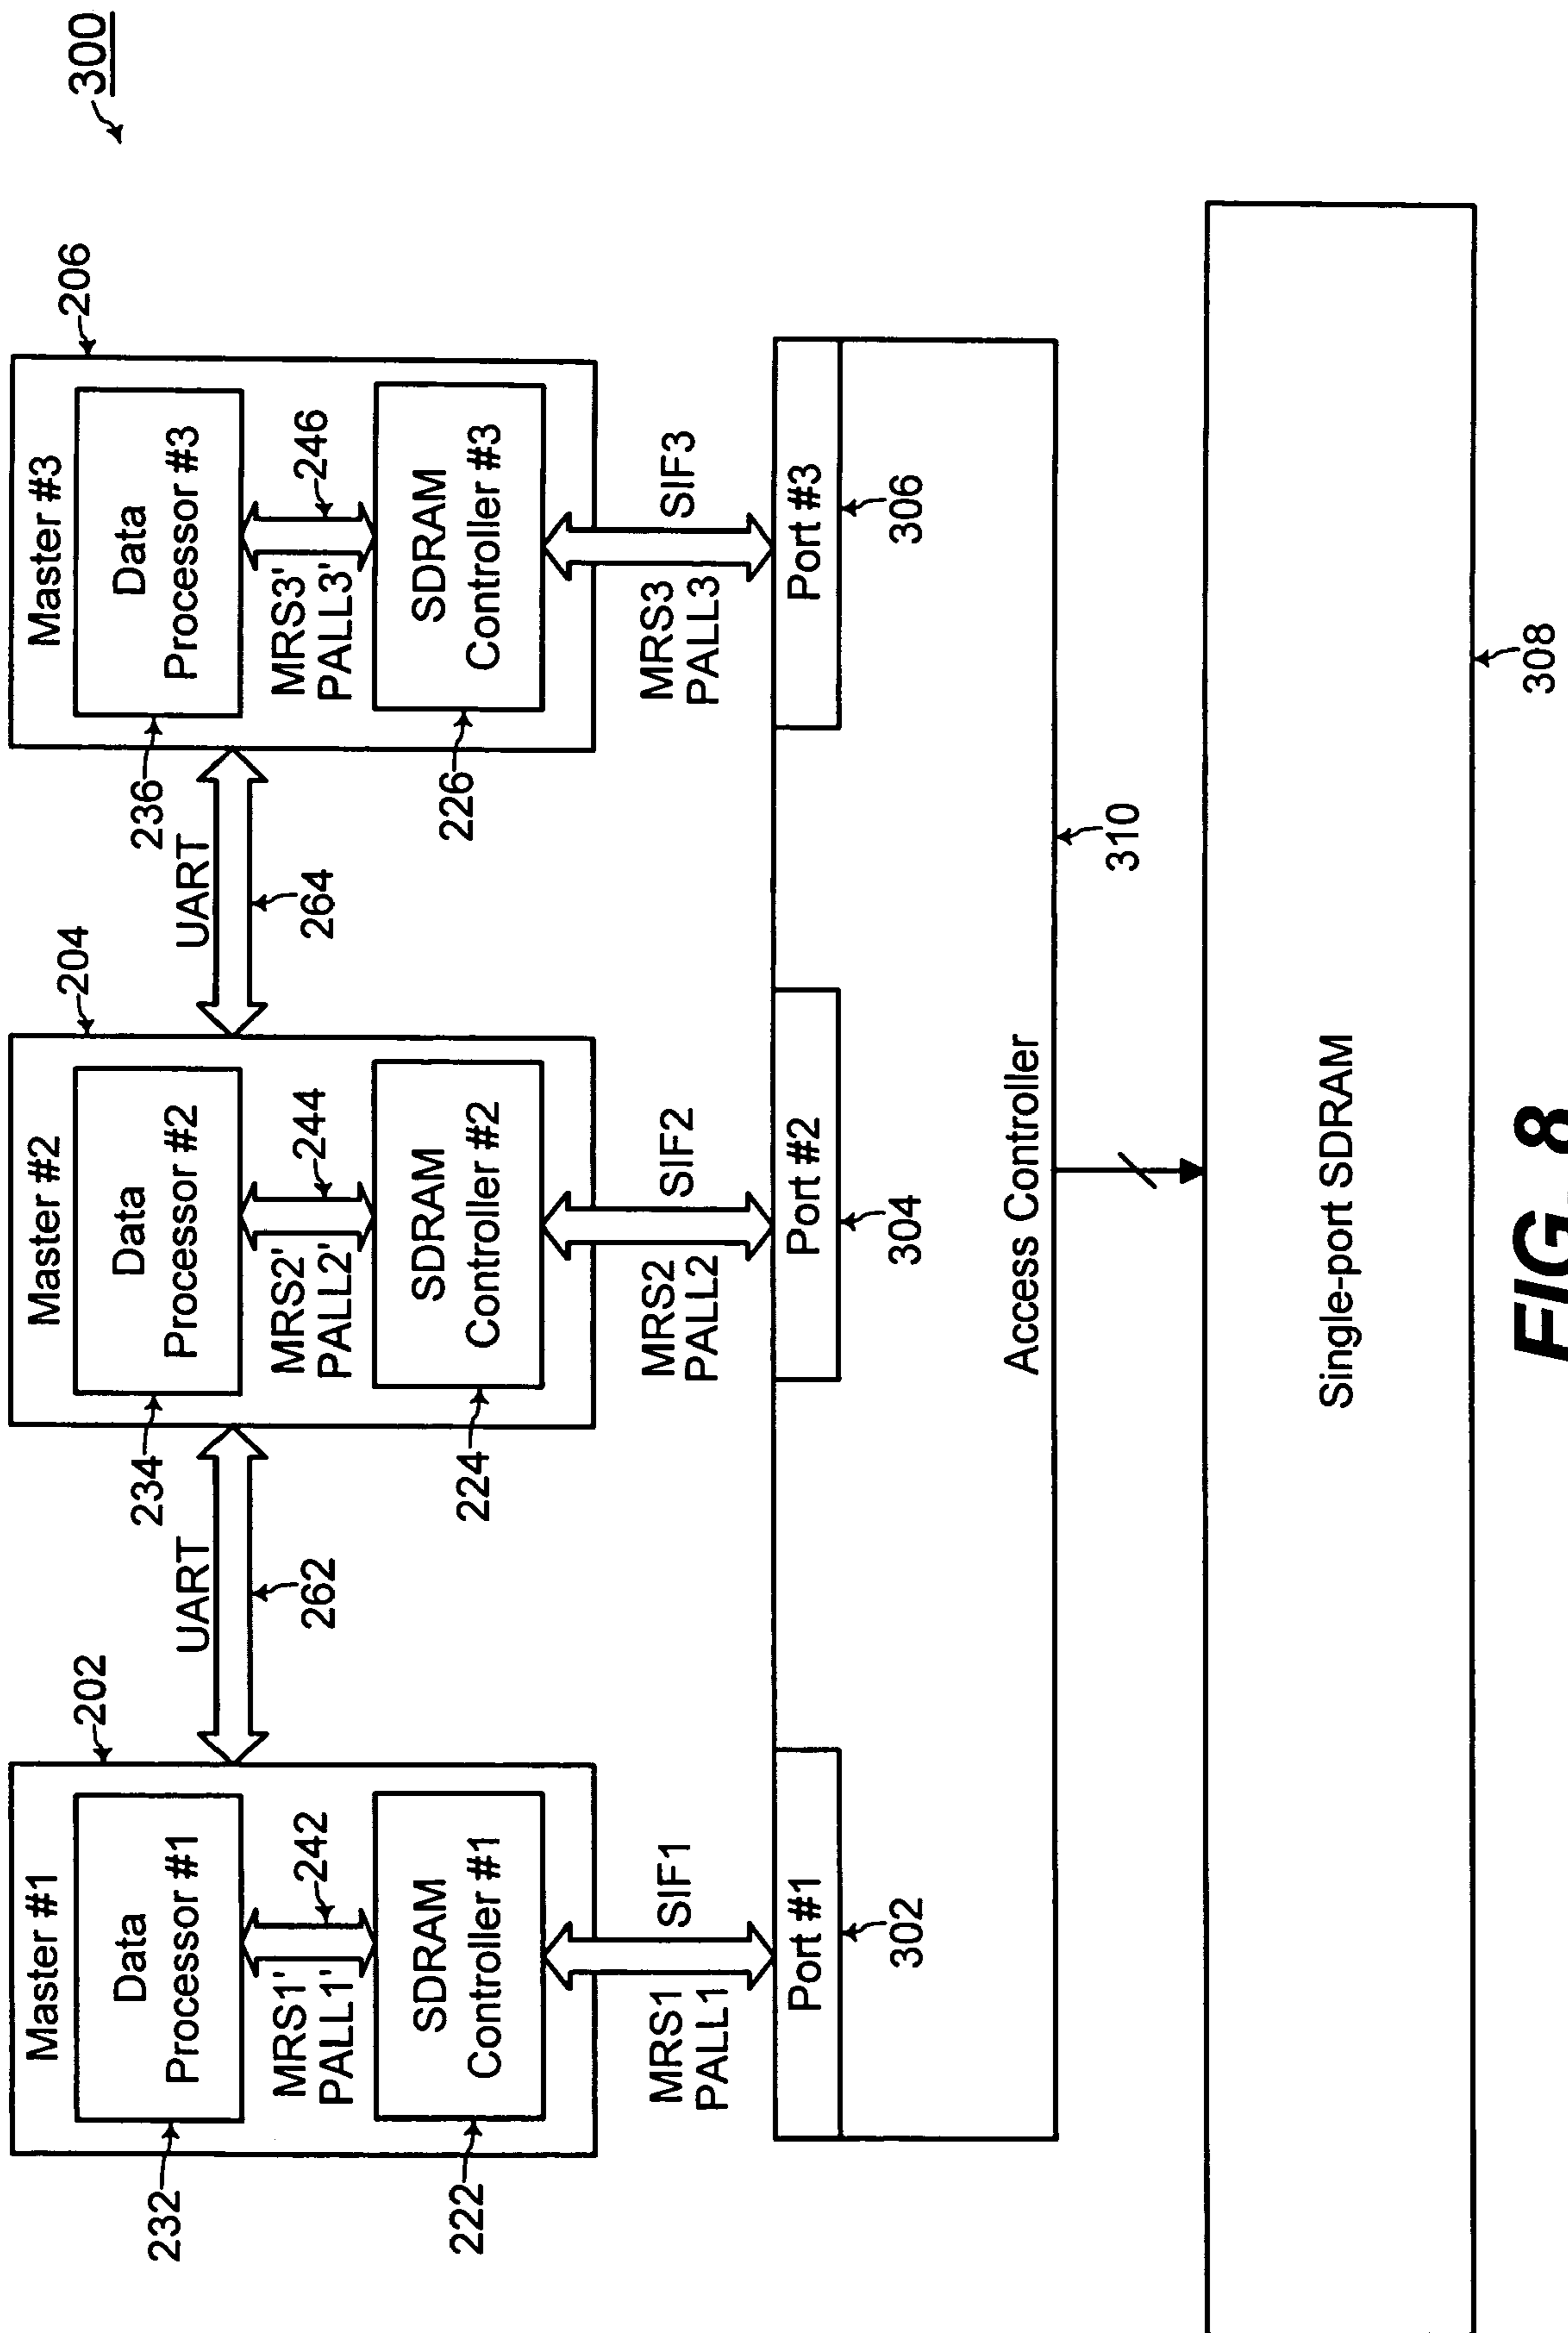 300
202
204
206
Master #1
Master #2
Master #3
Data
Processor #1
Data
Processor #2
Data
Processor #3
232
234
236
UART
262
UART
264
MRS1'
PALL1'
242
MRS2'
PALL2'
244
MRS3'
PALL3'
246
SDRAM
Controller #1
SDRAM
Controller #2
SDRAM
Controller #3
222
224
226
MRS1
PALL1
SIF1
MRS2
PALL2
SIF2
MRS3
PALL3
SIF3
Port #1
Port #2
Port #3
302
304
306
Access Controller
310
Single-port SDRAM
308
FIG. 8